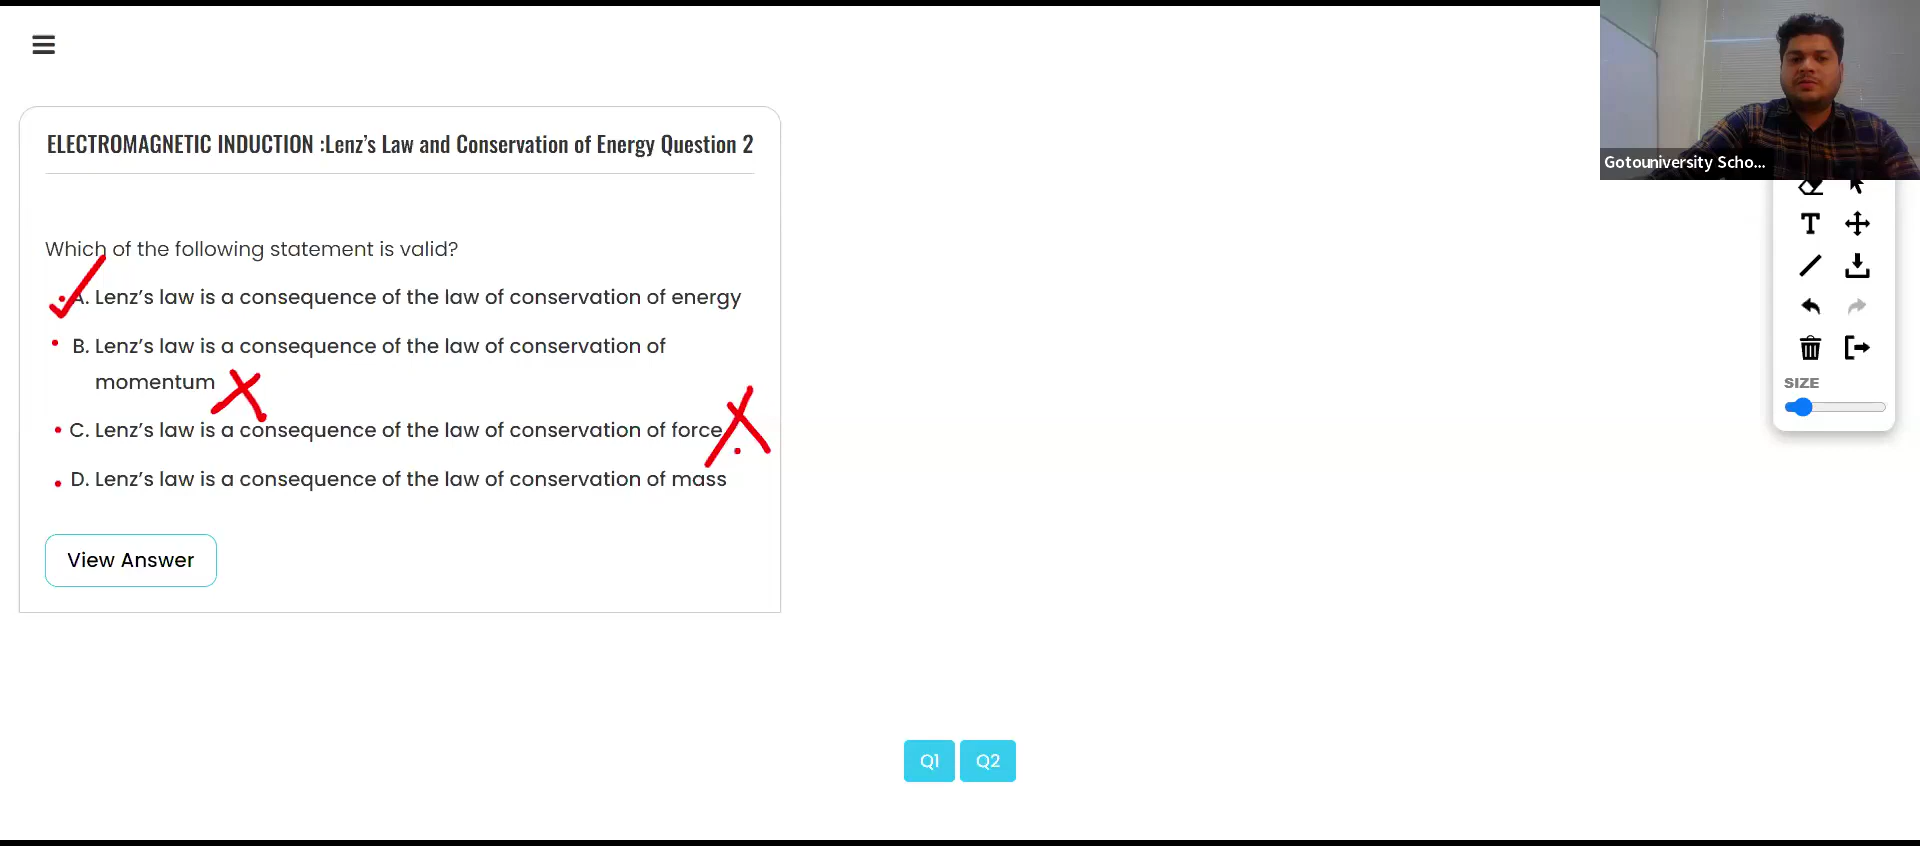 ELECTROMAGNETIC INDUCTION :Lenz’s Law and Conservation of Energy Question 2
Which of the following statement is valid?
A. Lenz’s law is a consequence of the law of conservation of energy
B. Lenz’s law is a consequence of the law of conservation of
momentum
C. Lenz’s law is a consequence of the law of conservation of force
D. Lenz’s law is a consequence of the law of conservation of mass
View Answer
Q1 Q2
Gotouniversity Scho...
T
SIZE